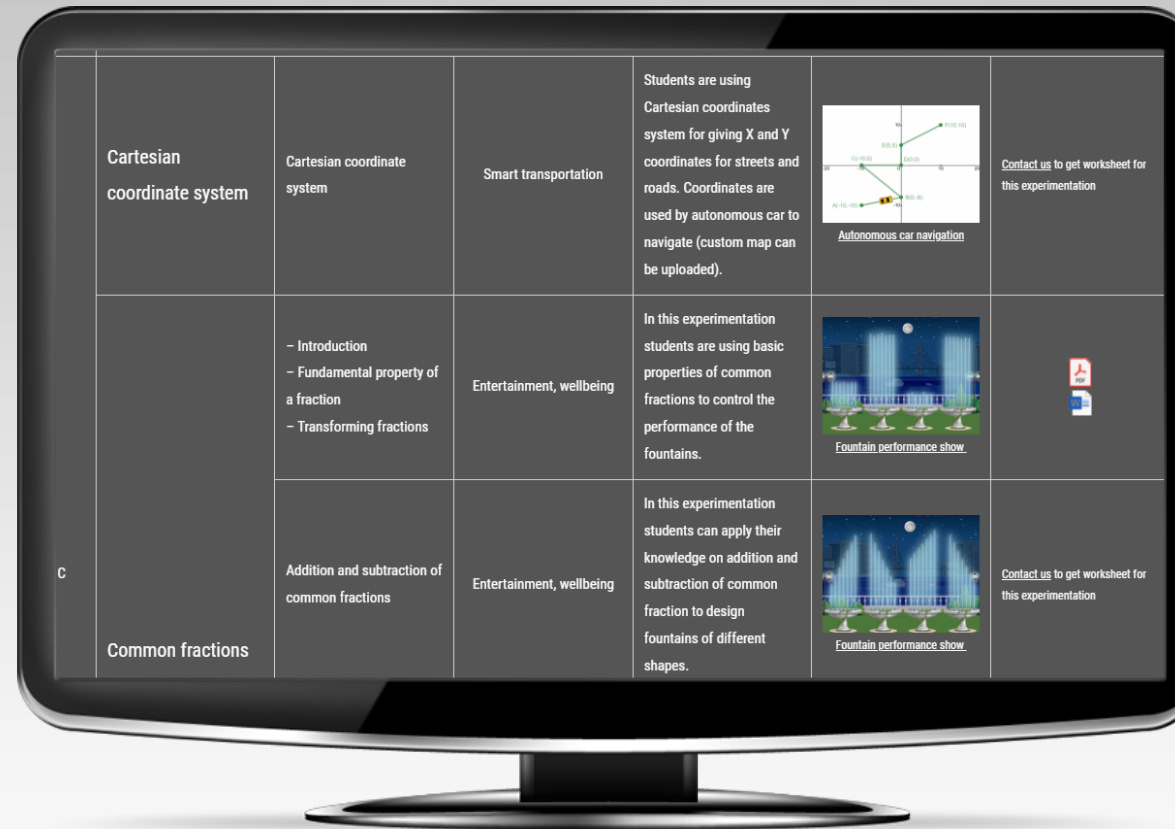 Cartesian
coordinate system
Cartesian coordinate
system
Smart transportation
Students are using
Cartesian coordinates
system for giving X and Y
coordinates for streets and
roads. Coordinates are
used by autonomous car to
navigate (custom map can
be uploaded).
Autonomous car navigation
Contact us to get worksheet for
this experimentation
– Introduction
– Fundamental property of
a fraction
– Transforming fractions
Entertainment, wellbeing
In this experimentation
students are using basic
properties of common
fractions to control the
performance of the
fountains.
Fountain performance show
PDF
C
Common fractions
Addition and subtraction of
common fractions
Entertainment, wellbeing
In this experimentation
students can apply their
knowledge on addition and
subtraction of common
fraction to design
fountains of different
shapes.
Fountain performance show
Contact us to get worksheet for
this experimentation